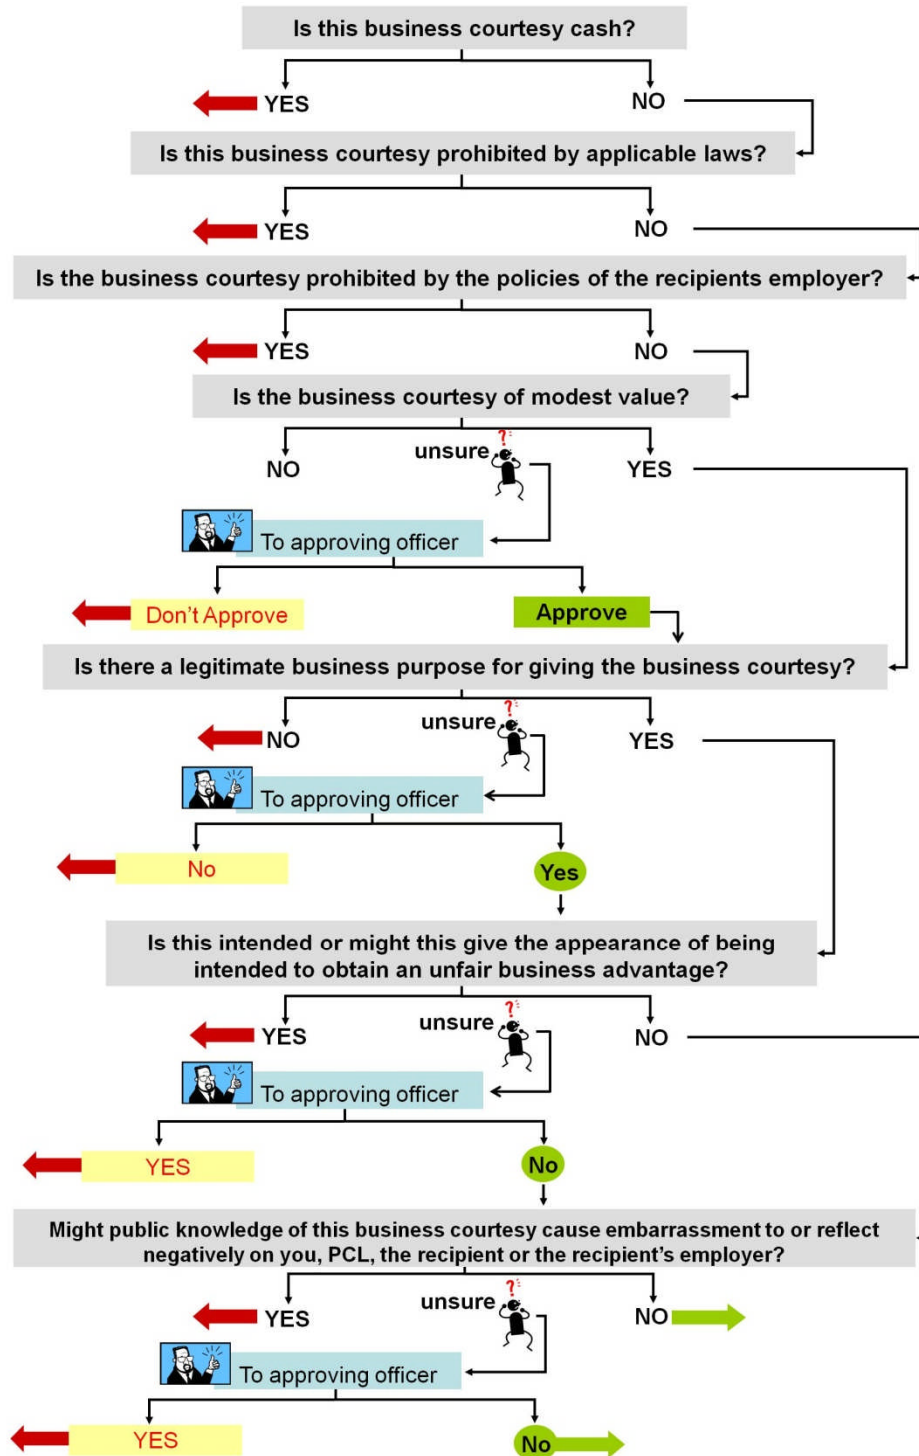 Is this business courtesy cash?
YES
NO
Is this business courtesy prohibited by applicable laws?
YES
NO
Is the business courtesy prohibited by the policies of the recipients employer?
YES
NO
Is the business courtesy of modest value?
NO
unsure
?
YES
To approving officer
Don't Approve
Approve
Is there a legitimate business purpose for giving the business courtesy?
NO
unsure
?
YES
To approving officer
No
Yes
Is this intended or might this give the appearance of being
intended to obtain an unfair business advantage?
YES
unsure
?
NO
To approving officer
YES
No
Might public knowledge of this business courtesy cause embarrassment to or reflect
negatively on you, PCL, the recipient or the recipient's employer?
YES
unsure
?
NO
To approving officer
YES
No